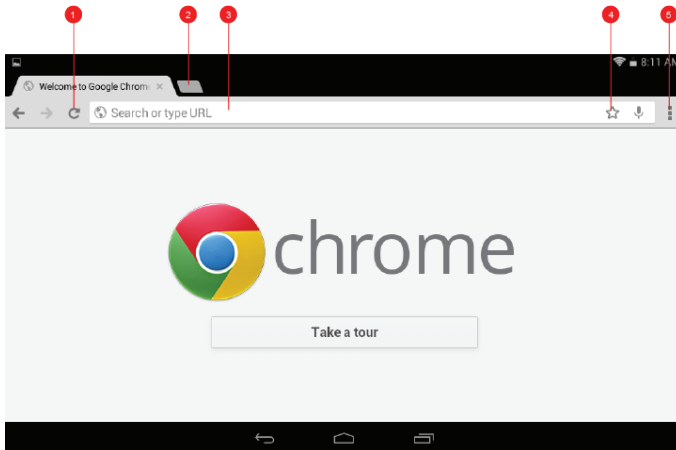 1 2 3 4 5
8:11 AM
Welcome to Google Chrom
Search or type URL
chrome
Take a tour